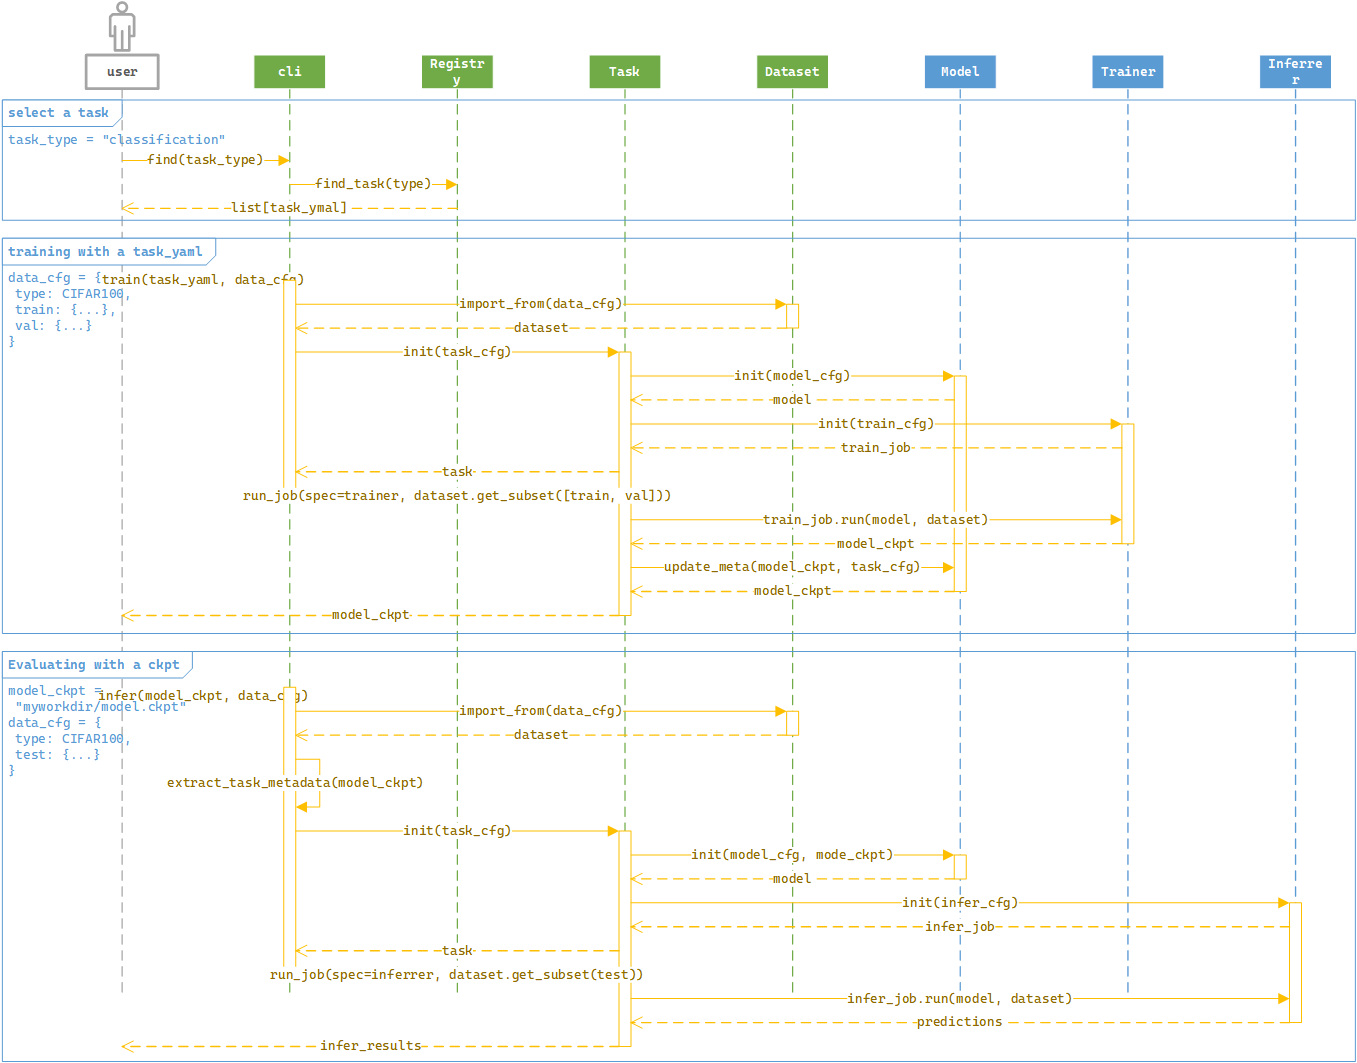 user
cli
Registr
y
Task
Dataset
Model
Trainer
Inferre
r
select a task
task_type = "classification"
find(task_type)
find_task(type)
list[task_ymal]
training with a task_yaml
data_cfg = {
type: CIFAR100,
train: {...},
val: {...}
}
train(task_yaml, data_cfg)
import_from(data_cfg)
dataset
init(task_cfg)
init(model_cfg)
model
init(train_cfg)
train_job
task
run_job(spec=trainer, dataset.get_subset([train, val]))
train_job.run(model, dataset)
model_ckpt
update_meta(model_ckpt, task_cfg)
model_ckpt
model_ckpt
Evaluating with a ckpt
model_ckpt =
"myworkdir/model.ckpt"
data_cfg = {
type: CIFAR100,
test: {...}
}
infer(model_ckpt, data_cfg)
import_from(data_cfg)
dataset
extract_task_metadata(model_ckpt)
init(task_cfg)
init(model_cfg, mode_ckpt)
model
init(infer_cfg)
infer_job
task
run_job(spec=inferrer, dataset.get_subset(test))
infer_job.run(model, dataset)
predictions
infer_results